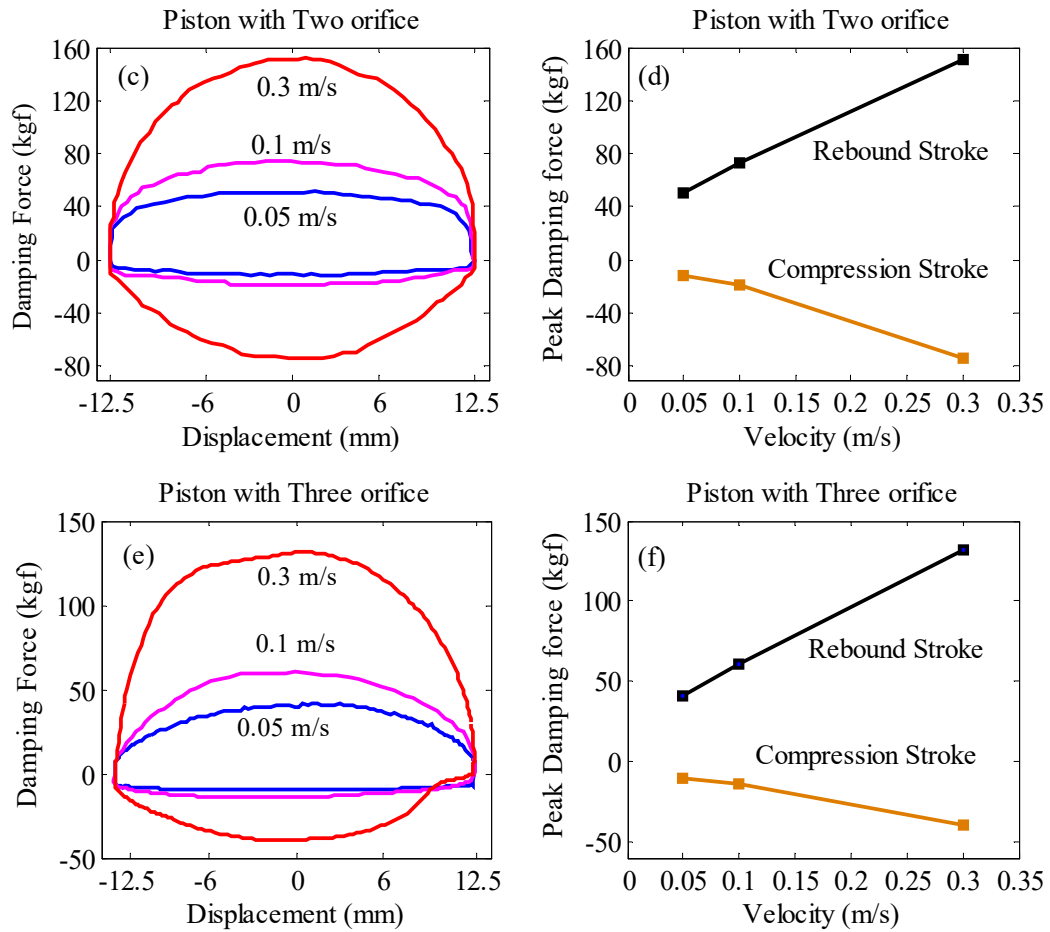 Piston with Two orifice
(c)
160
120
80
40
0
-40
-80
Damping Force (kgf)
0.3 m/s
0.1 m/s
0.05 m/s
-12.5 -6 0 6 12.5
Displacement (mm)
Piston with Two orifice
(d)
160
120
80
40
0
-40
-80
Peak Damping force (kgf)
Rebound Stroke
Compression Stroke
0 0.05 0.1 0.15 0.2 0.25 0.3 0.35
Velocity (m/s)
Piston with Three orifice
(e)
150
100
50
0
-50
Damping Force (kgf)
0.3 m/s
0.1 m/s
0.05 m/s
-12.5 -6 0 6 12.5
Displacement (mm)
Piston with Three orifice
(f)
150
100
50
0
-50
Peak Damping force (kgf)
Rebound Stroke
Compression Stroke
0 0.05 0.1 0.15 0.2 0.25 0.3 0.35
Velocity (m/s)